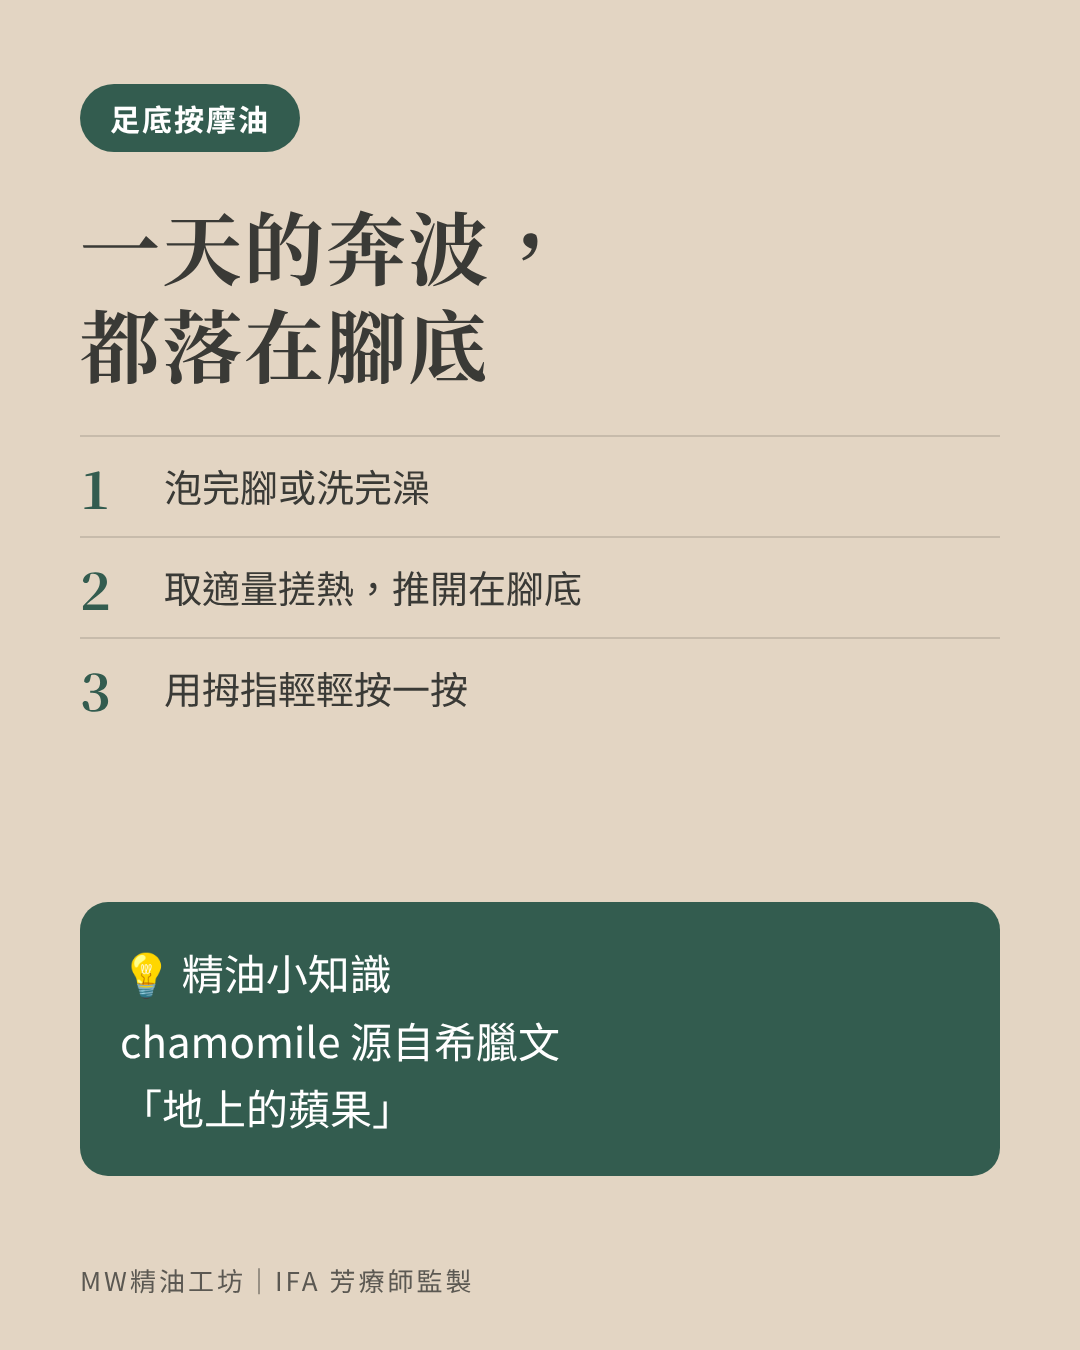 足底按摩油
一天的奔波，
都落在腳底
1 泡完腳或洗完澡
2 取適量搓熱，推開在腳底
3 用拇指輕輕按一按
💡 精油小知識
chamomile 源自希臘文
「地上的蘋果」
MW精油工坊｜IFA 芳療師監製